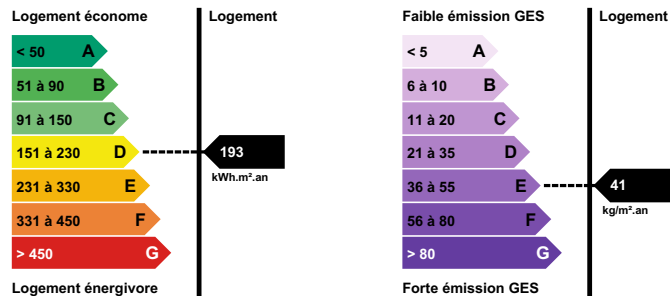 Logement économe Logement
< 50 A
51 à 90 B
91 à 150 C
151 à 230 D 193
kWh.m².an
231 à 330 E
331 à 450 F
> 450 G
Logement énergivore
Faible émission GES Logement
< 5 A
6 à 10 B
11 à 20 C
21 à 35 D
36 à 55 E 41
kg/m².an
56 à 80 F
> 80 G
Forte émission GES